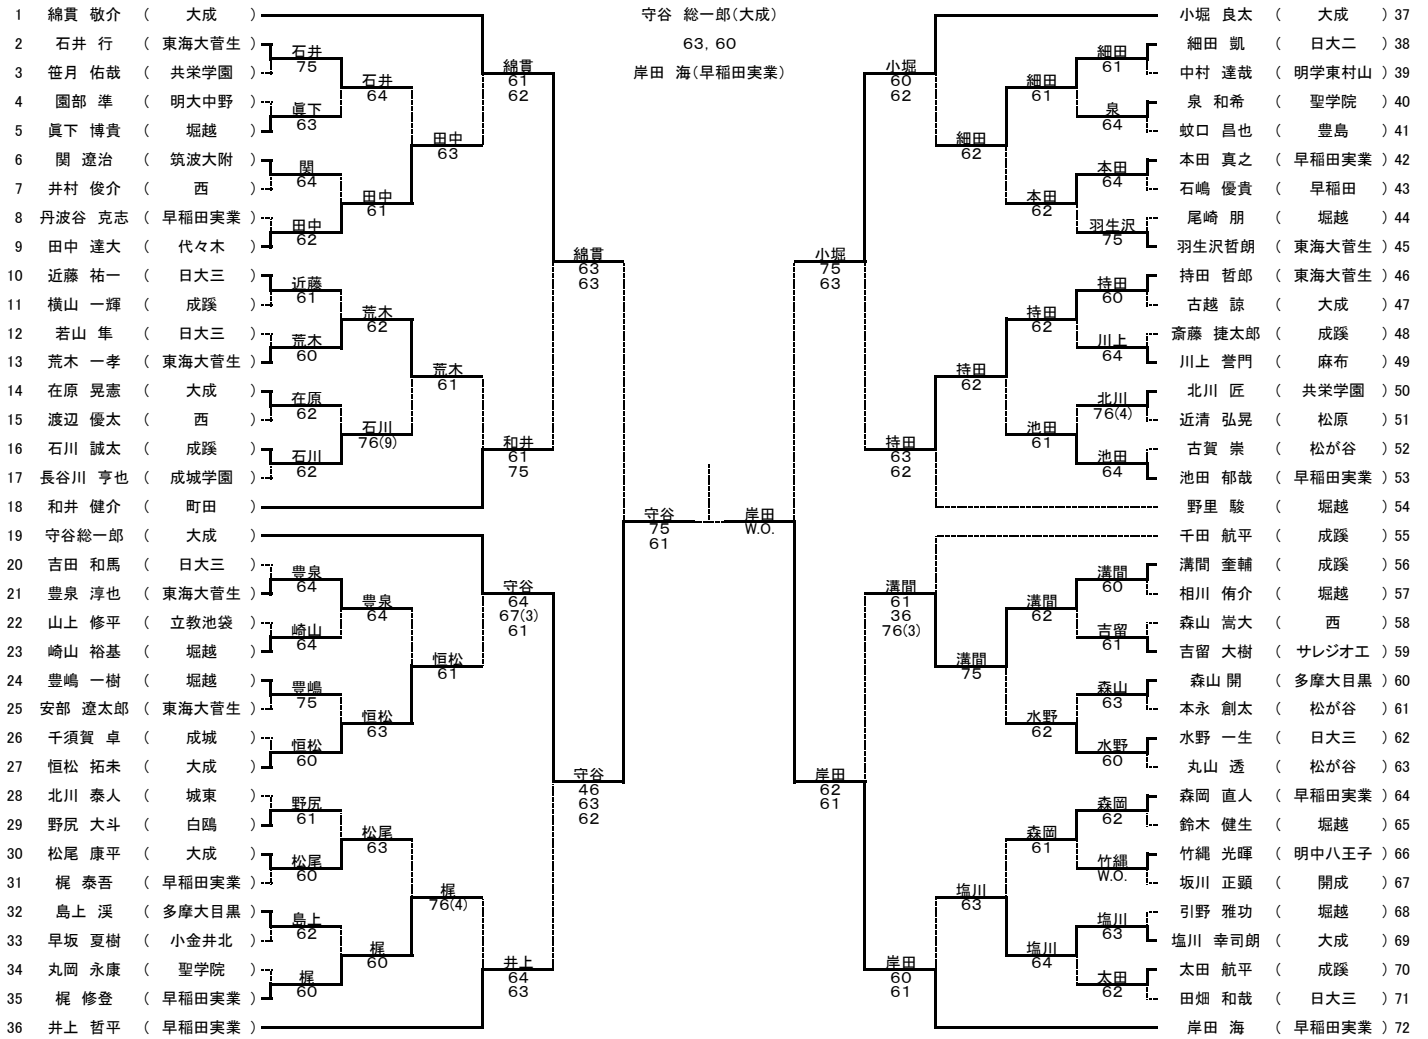 守谷 総一郎(大成)
63, 60
岸田 海(早稲田実業)
1 綿貫 敬介 ( 大成 )
2 石井 行 ( 東海大菅生 )
3 笹月 佑哉 ( 共栄学園 )
4 園部 準 ( 明大中野 )
5 眞下 博貴 ( 堀越 )
6 関 遼治 ( 筑波大附 )
7 井村 俊介 ( 西 )
8 丹波谷 克志 ( 早稲田実業 )
9 田中 達大 ( 代々木 )
10 近藤 祐一 ( 日大三 )
11 横山 一輝 ( 成蹊 )
12 若山 隼 ( 日大三 )
13 荒木 一孝 ( 東海大菅生 )
14 在原 晃憲 ( 大成 )
15 渡辺 優太 ( 西 )
16 石川 誠太 ( 成蹊 )
17 長谷川 亨也 ( 成城学園 )
18 和井 健介 ( 町田 )
19 守谷総一郎 ( 大成 )
20 吉田 和馬 ( 日大三 )
21 豊泉 淳也 ( 東海大菅生 )
22 山上 修平 ( 立教池袋 )
23 崎山 裕基 ( 堀越 )
24 豊嶋 一樹 ( 堀越 )
25 安部 遼太郎 ( 東海大菅生 )
26 千須賀 卓 ( 成城 )
27 恒松 拓未 ( 大成 )
28 北川 泰人 ( 城東 )
29 野尻 大斗 ( 白鴎 )
30 松尾 康平 ( 大成 )
31 梶 泰吾 ( 早稲田実業 )
32 島上 渓 ( 多摩大目黒 )
33 早坂 夏樹 ( 小金井北 )
34 丸岡 永康 ( 聖学院 )
35 梶 修登 ( 早稲田実業 )
36 井上 哲平 ( 早稲田実業 )
石井
75
眞下
63
関
64
田中
62
近藤
61
荒木
60
在原
62
石川
62
豊泉
64
崎山
64
豊嶋
75
恒松
60
野尻
61
松尾
60
島上
62
梶
60
石井
64
田中
61
荒木
62
石川
76(9)
豊泉
64
恒松
63
松尾
63
梶
60
田中
63
荒木
61
恒松
61
梶
76(4)
綿貫
61
62
和井
61
75
守谷
64
67(3)
61
井上
64
63
綿貫
63
63
守谷
46
63
62
守谷
75
61
岸田
W.O.
小堀
75
63
岸田
62
61
小堀
60
62
持田
63
62
溝間
61
36
76(3)
岸田
60
61
細田
62
持田
62
溝間
75
塩川
63
細田
61
本田
62
持田
62
池田
61
溝間
62
水野
62
森岡
61
塩川
64
細田
61
泉
64
本田
64
羽生沢
75
持田
60
川上
64
北川
76(4)
池田
64
溝間
60
吉留
61
森山
63
水野
60
森岡
62
竹縄
W.O.
塩川
63
太田
62
小堀 良太 ( 大成 ) 37
細田 凱 ( 日大二 ) 38
中村 達哉 ( 明学東村山 ) 39
泉 和希 ( 聖学院 ) 40
蚊口 昌也 ( 豊島 ) 41
本田 真之 ( 早稲田実業 ) 42
石嶋 優貴 ( 早稲田 ) 43
尾崎 朋 ( 堀越 ) 44
羽生沢哲朗 ( 東海大菅生 ) 45
持田 哲郎 ( 東海大菅生 ) 46
古越 諒 ( 大成 ) 47
斎藤 捷太郎 ( 成蹊 ) 48
川上 誉門 ( 麻布 ) 49
北川 匠 ( 共栄学園 ) 50
近清 弘晃 ( 松原 ) 51
古賀 崇 ( 松が谷 ) 52
池田 郁哉 ( 早稲田実業 ) 53
野里 駿 ( 堀越 ) 54
千田 航平 ( 成蹊 ) 55
溝間 奎輔 ( 成蹊 ) 56
相川 侑介 ( 堀越 ) 57
森山 嵩大 ( 西 ) 58
吉留 大樹 ( サレジオ工 ) 59
森山 開 ( 多摩大目黒 ) 60
本永 創太 ( 松が谷 ) 61
水野 一生 ( 日大三 ) 62
丸山 透 ( 松が谷 ) 63
森岡 直人 ( 早稲田実業 ) 64
鈴木 健生 ( 堀越 ) 65
竹縄 光暉 ( 明中八王子 ) 66
坂川 正顕 ( 開成 ) 67
引野 雅功 ( 堀越 ) 68
塩川 幸司朗 ( 大成 ) 69
太田 航平 ( 成蹊 ) 70
田畑 和哉 ( 日大三 ) 71
岸田 海 ( 早稲田実業 ) 72